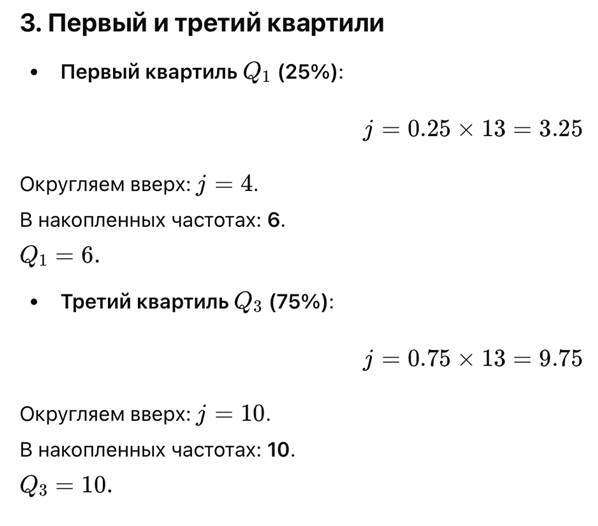 3. Первый и третий квартили
• Первый квартиль Q₁ (25%):
j = 0.25 × 13 = 3.25
Округляем вверх: j = 4.
В накопленных частотах: 6.
Q₁ = 6.
• Третий квартиль Q₃ (75%):
j = 0.75 × 13 = 9.75
Округляем вверх: j = 10.
В накопленных частотах: 10.
Q₃ = 10.